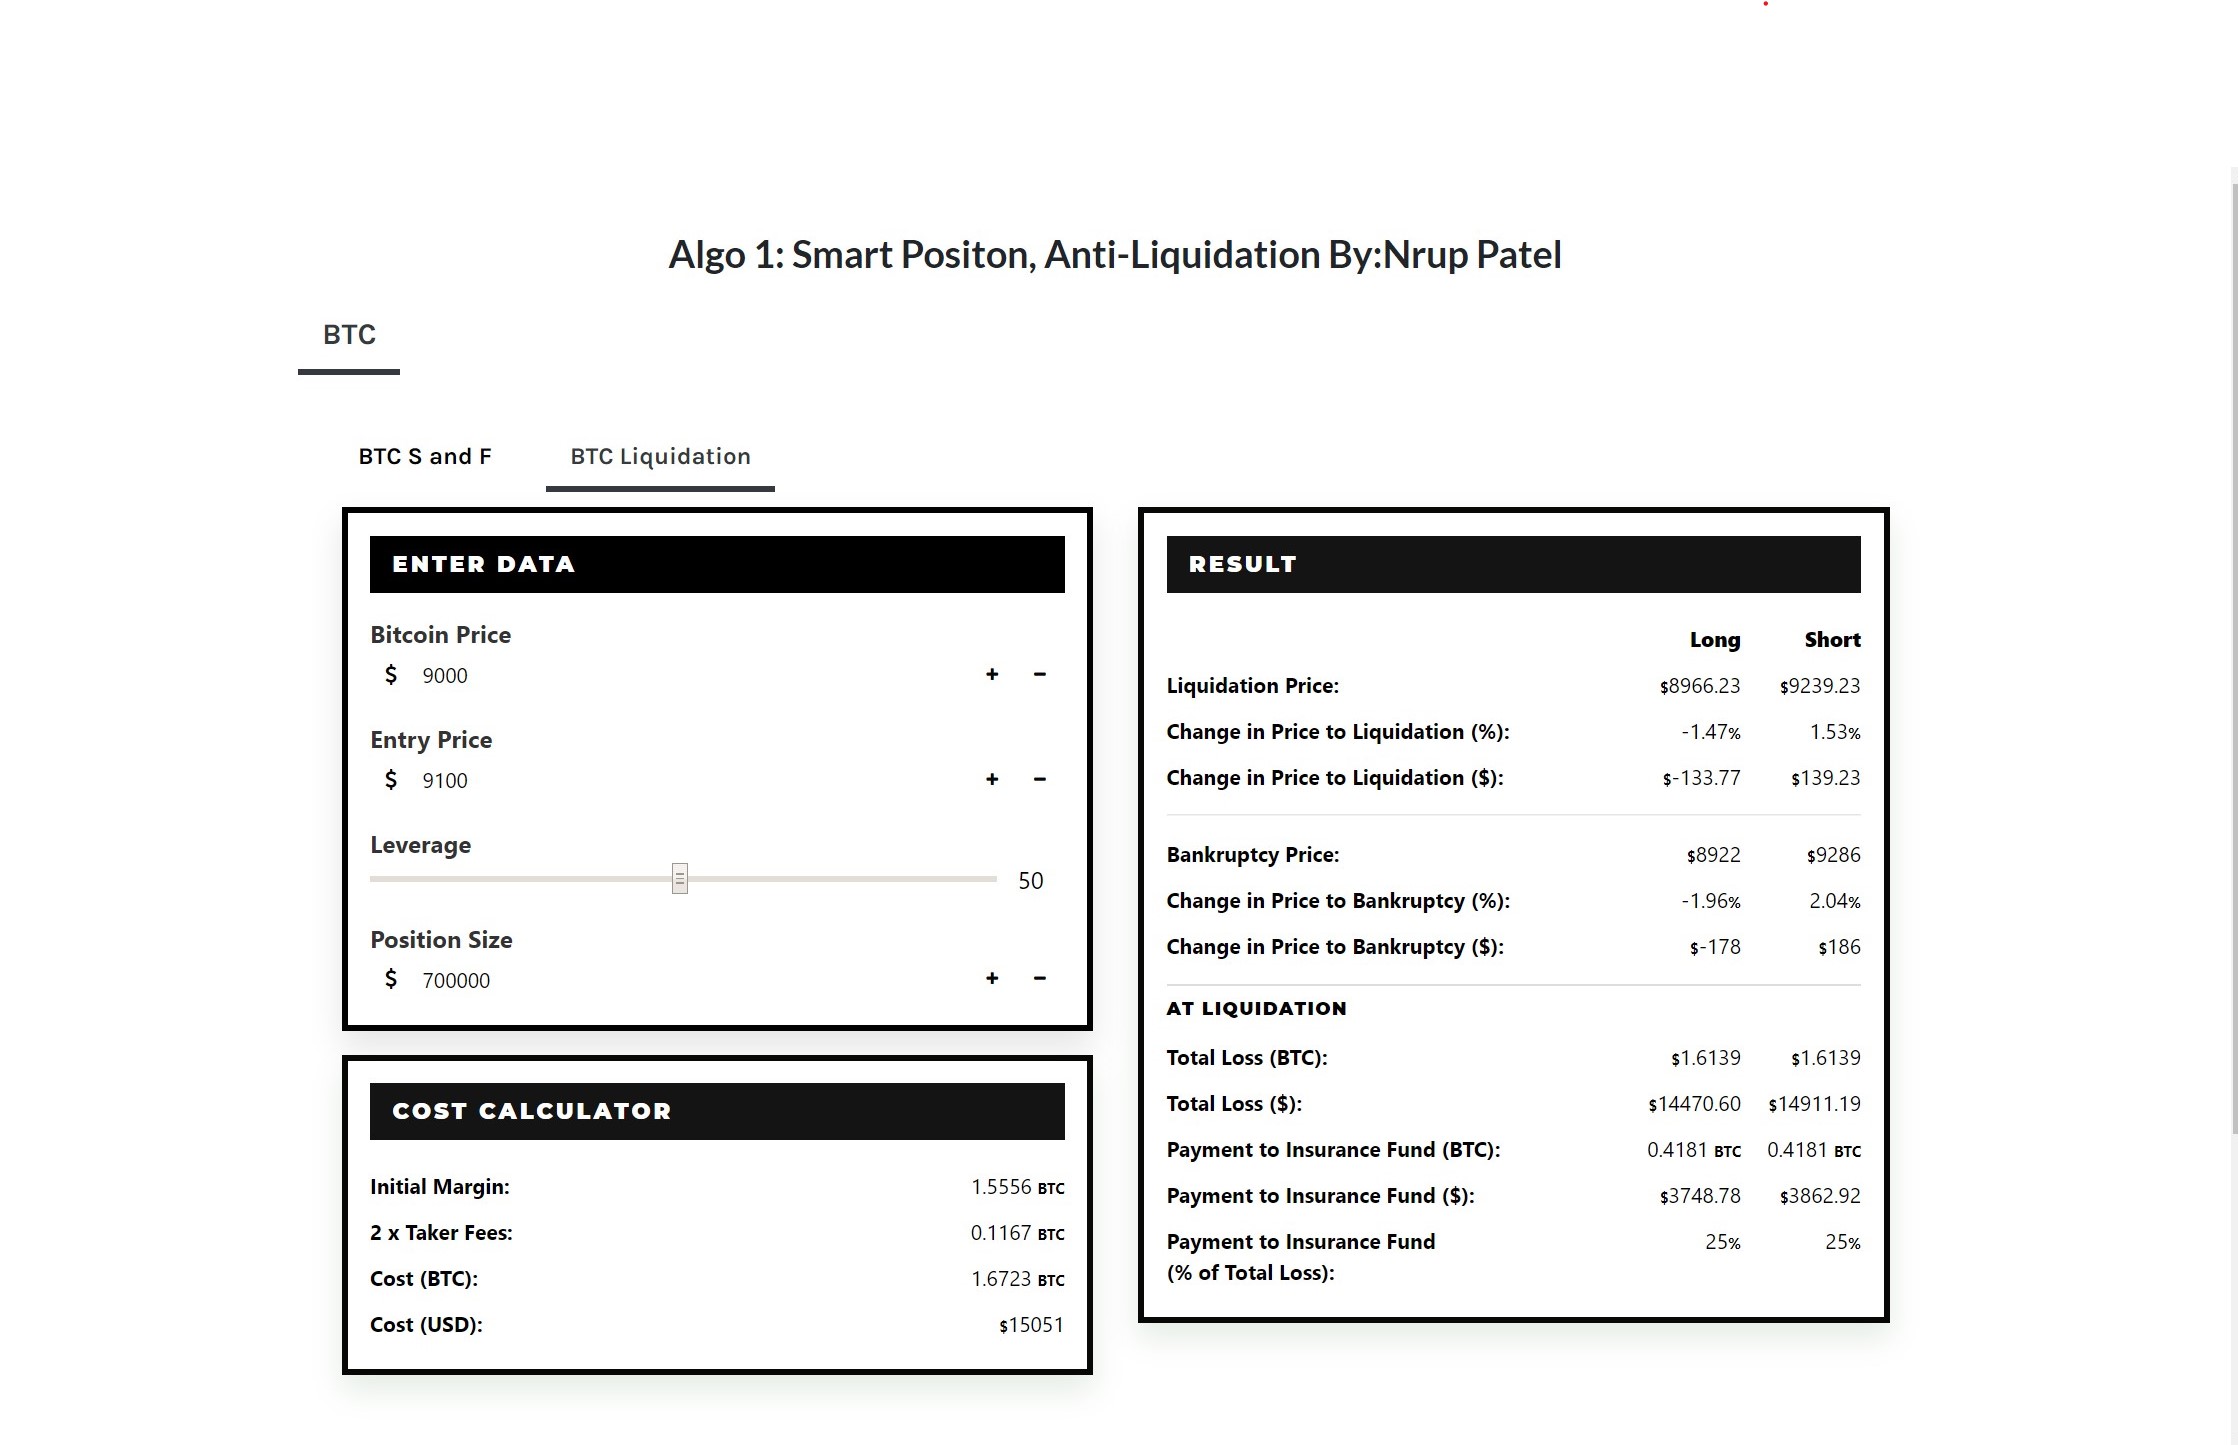 Algo 1: Smart Positon, Anti-Liquidation By:Nrup Patel
BTC
BTC S and F BTC Liquidation
ENTER DATA
Bitcoin Price
$ 9000 + −
Entry Price
$ 9100 + −
Leverage
50
Position Size
$ 700000 + −
COST CALCULATOR
Initial Margin: 1.5556 BTC
2 x Taker Fees: 0.1167 BTC
Cost (BTC): 1.6723 BTC
Cost (USD): $15051
RESULT
Long Short
Liquidation Price: $8966.23 $9239.23
Change in Price to Liquidation (%): -1.47% 1.53%
Change in Price to Liquidation ($): $-133.77 $139.23
Bankruptcy Price: $8922 $9286
Change in Price to Bankruptcy (%): -1.96% 2.04%
Change in Price to Bankruptcy ($): $-178 $186
AT LIQUIDATION
Total Loss (BTC): $1.6139 $1.6139
Total Loss ($): $14470.60 $14911.19
Payment to Insurance Fund (BTC): 0.4181 BTC 0.4181 BTC
Payment to Insurance Fund ($): $3748.78 $3862.92
Payment to Insurance Fund 25% 25%
(% of Total Loss):